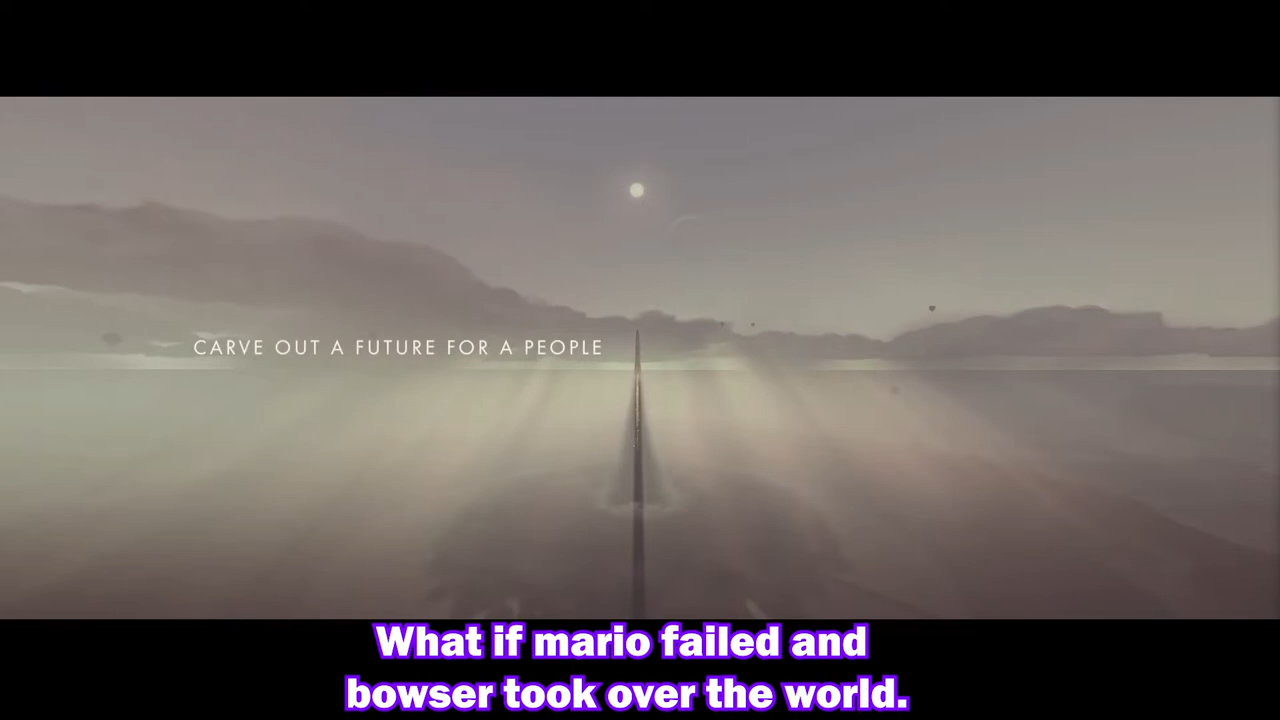 CARVE OUT A FUTURE FOR A PEOPLE
What if mario failed and
bowser took over the world.